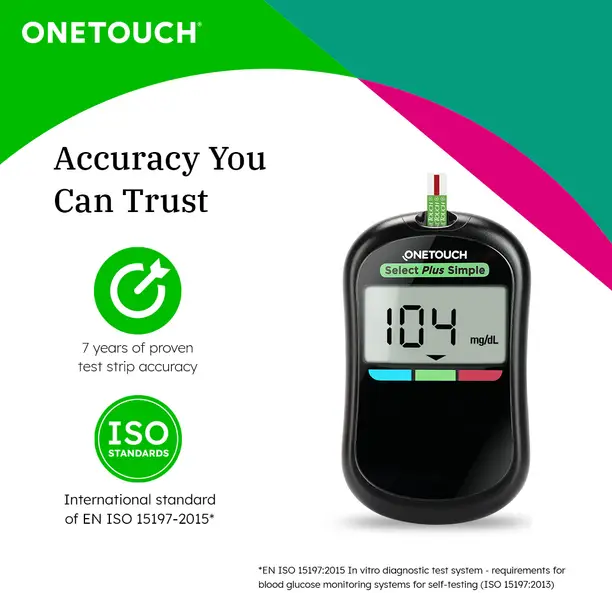 ONETOUCH®
Accuracy You
Can Trust
7 years of proven
test strip accuracy
ISO
STANDARDS
International standard
of EN ISO 15197-2015*
ONETOUCH
Select Plus Simple
104 mg/dL
*EN ISO 15197:2015 In vitro diagnostic test system - requirements for
blood glucose monitoring systems for self-testing (ISO 15197:2013)